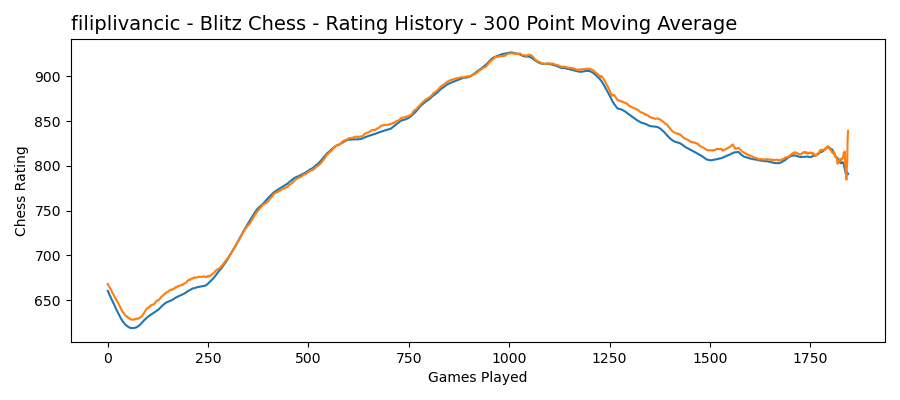 filiplivancic - Blitz Chess - Rating History - 300 Point Moving Average
900
850
800
750
700
650
Chess Rating
0 250 500 750 1000 1250 1500 1750
Games Played